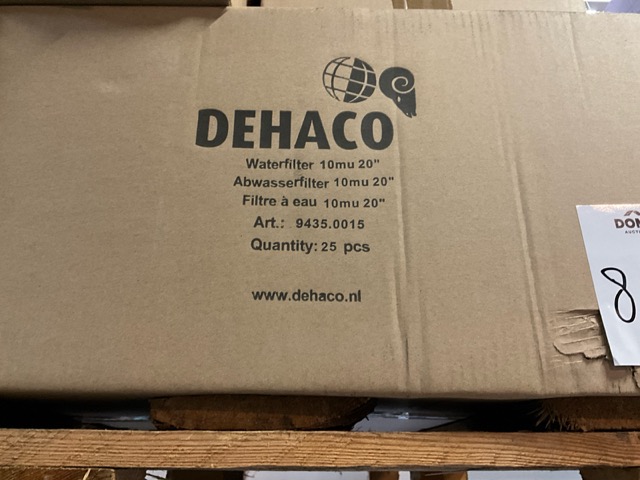 DEHACO
Waterfilter 10mu 20"
Abwasserfilter 10mu 20"
Filtre à eau 10mu 20"
Art.: 9435.0015
Quantity: 25 pcs
www.dehaco.nl
8